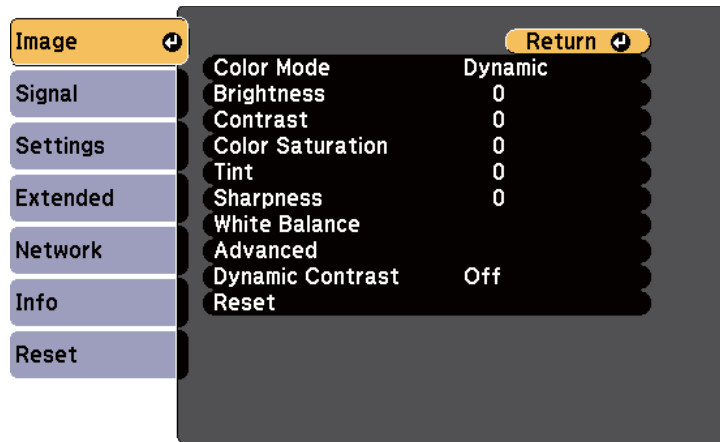 Image
Signal
Settings
Extended
Network
Info
Reset
Return
Color Mode Dynamic
Brightness 0
Contrast 0
Color Saturation 0
Tint 0
Sharpness 0
White Balance
Advanced
Dynamic Contrast Off
Reset